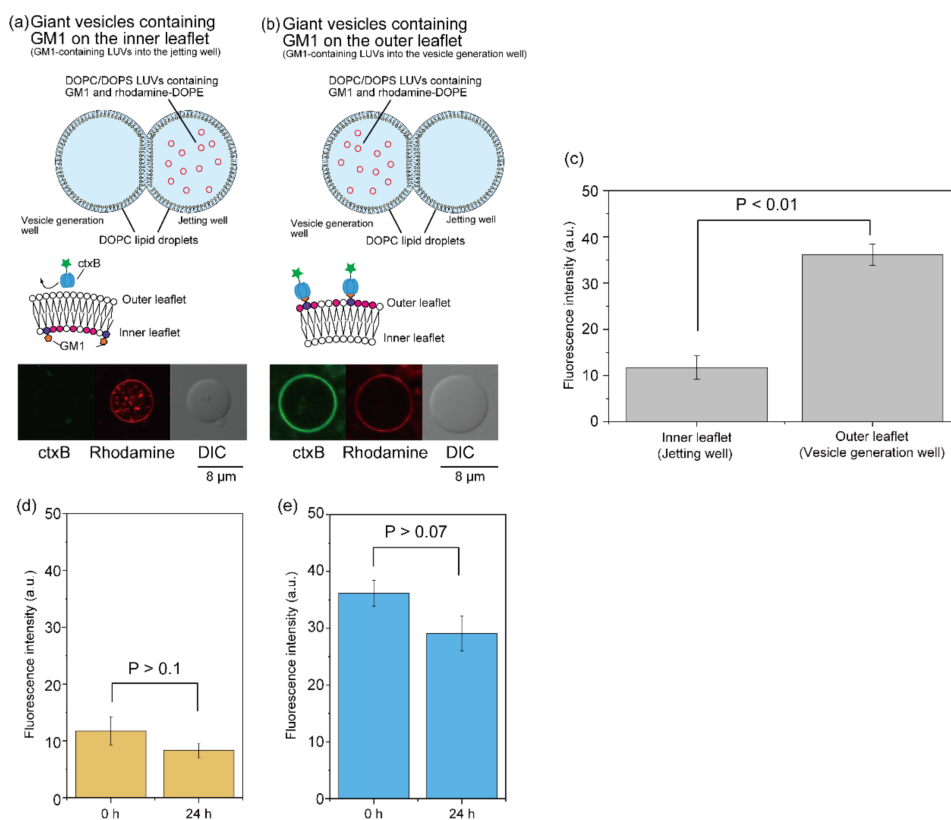 (a) Giant vesicles containing
GM1 on the inner leaflet
(GM1-containing LUVs into the jetting well)
DOPC/DOPS LUVs containing
GM1 and rhodamine-DOPE
Vesicle generation
well
Jetting well
DOPC lipid droplets
ctxB
Outer leaflet
Inner leaflet
GM1
ctxB
Rhodamine
DIC
8 μm
(b) Giant vesicles containing
GM1 on the outer leaflet
(GM1-containing LUVs into the vesicle generation well)
DOPC/DOPS LUVs containing
GM1 and rhodamine-DOPE
Vesicle generation
well
Jetting well
DOPC lipid droplets
Outer leaflet
Inner leaflet
ctxB
Rhodamine
DIC
8 μm
(c)
Fluorescence intensity (a.u.)
50
40
30
20
10
0
P < 0.01
Inner leaflet
(Jetting well)
Outer leaflet
(Vesicle generation well)
(d)
Fluorescence intensity (a.u.)
50
40
30
20
10
0
P > 0.1
0 h
24 h
(e)
Fluorescence intensity (a.u.)
50
40
30
20
10
0
P > 0.07
0 h
24 h